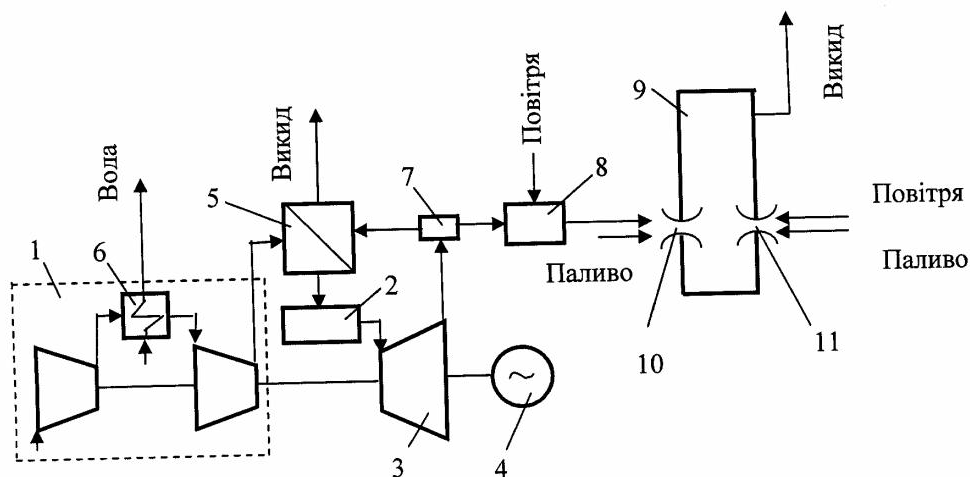 Вода
Викид
Повітря
Викид
1
6
5
7
8
9
2
Паливо
Повітря
Паливо
10
11
3
4